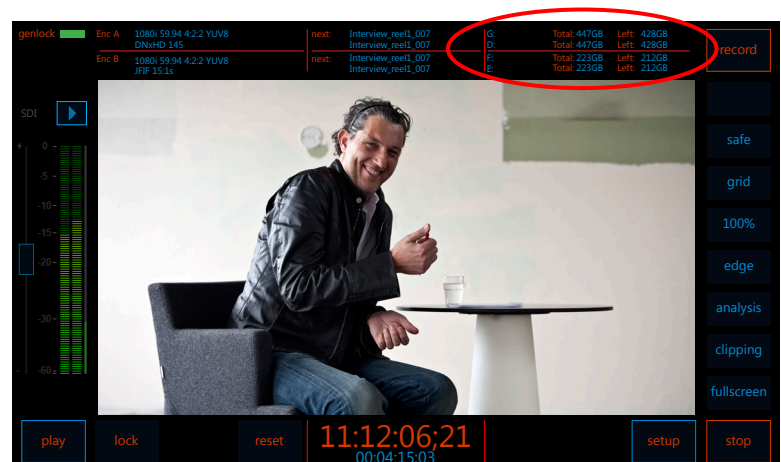 genlock
Enc A 1080i 59.94 4:2:2 YUV8 next: Interview_reel1_007 G: Total: 447GB Left: 428GB
DNxHD 145 Interview_reel1_007 D: Total: 447GB Left: 428GB
Enc B 1080i 59.94 4:2:2 YUV8 next: Interview_reel1_007 F: Total: 223GB Left: 212GB
JFIF 15:1s Interview_reel1_007 E: Total: 223GB Left: 212GB
record
SDI
+ 0 -
-5 -
-10-
-15-
-20-
-30-
- -60-
safe
grid
100%
edge
analysis
clipping
fullscreen
play lock reset 11:12:06;21 setup stop
00:04:15:03